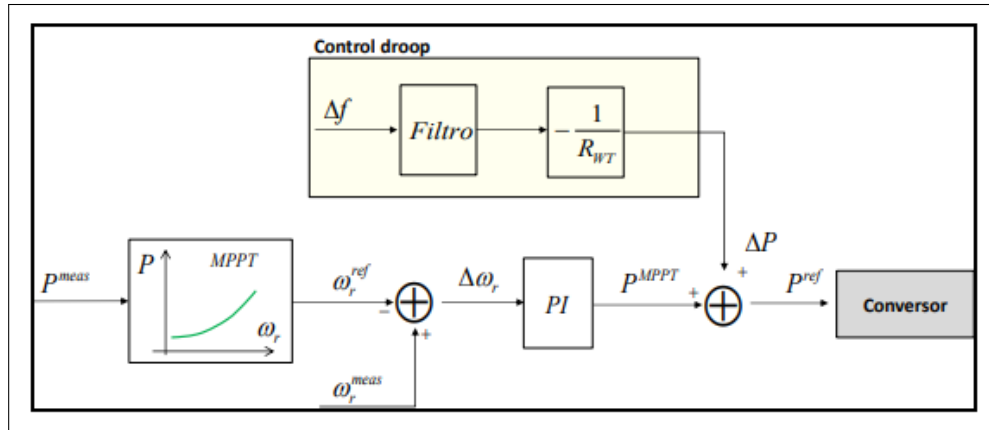 Control droop
Δf
Filtro
- 1 / R_WT
ΔP
P^meas
P
MPPT
ω_r
ω_r^ref
−
+
Δω_r
PI
P^MPPT
+
+
P^ref
Conversor
ω_r^meas